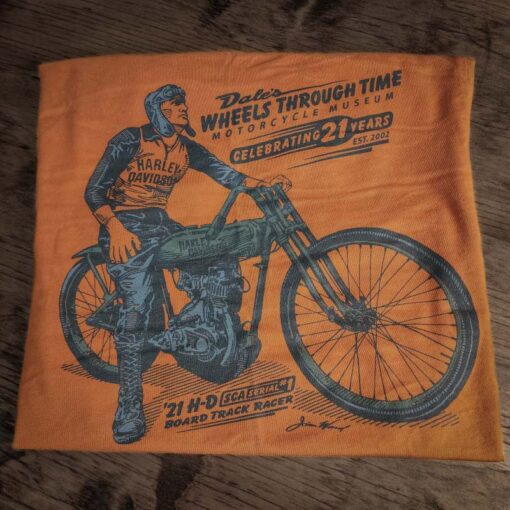 Dale's
WHEELS THROUGH TIME
MOTORCYCLE MUSEUM
CELEBRATING 21 YEARS
EST. 2002
HARLEY
DAVIDSON
HARLEY
DAVIDSON
'21 H-D SCA SERIAL #1
BOARD TRACK RACER